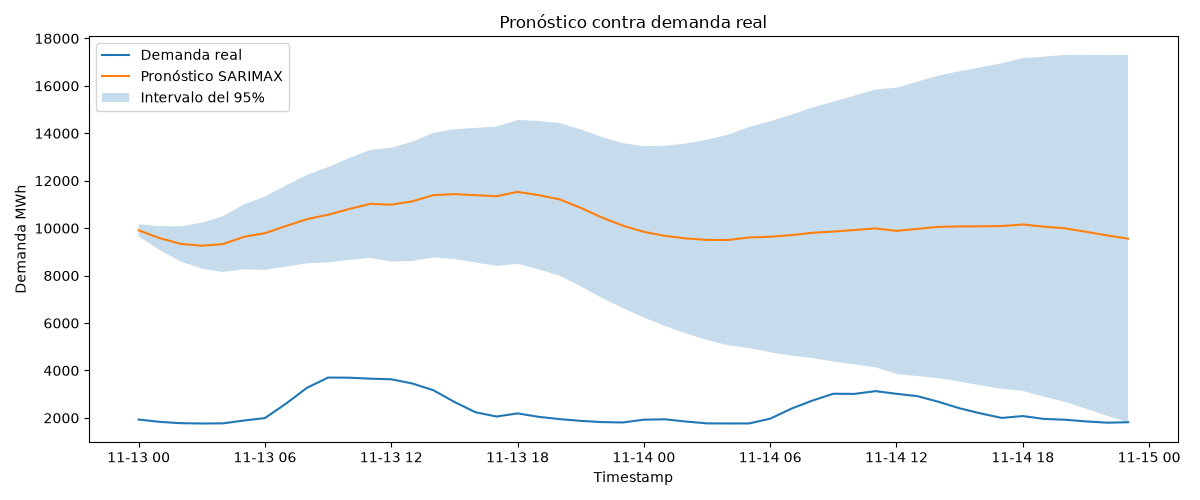 Pronóstico contra demanda real
Demanda real
Pronóstico SARIMAX
Intervalo del 95%
Demanda MWh
18000
16000
14000
12000
10000
8000
6000
4000
2000
11-13 00 11-13 06 11-13 12 11-13 18 11-14 00 11-14 06 11-14 12 11-14 18 11-15 00
Timestamp